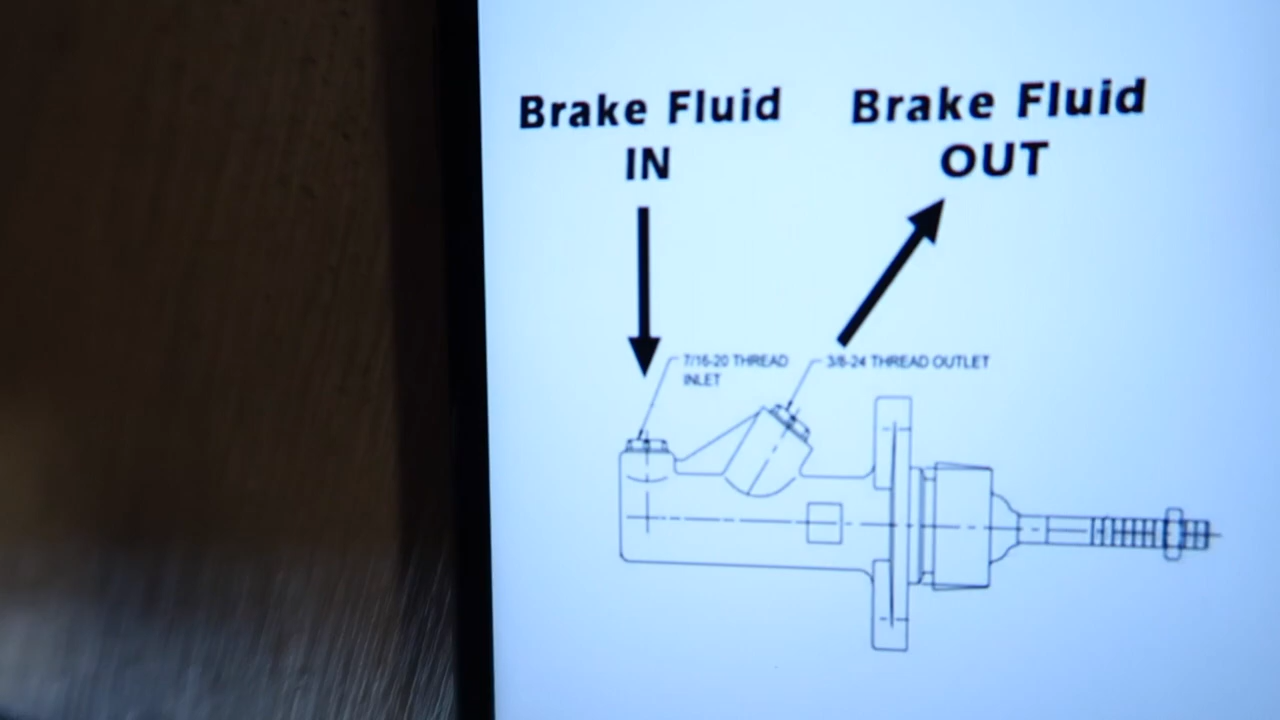 Brake Fluid
IN
Brake Fluid
OUT
7/16-20 THREAD
INLET
3/8-24 THREAD OUTLET